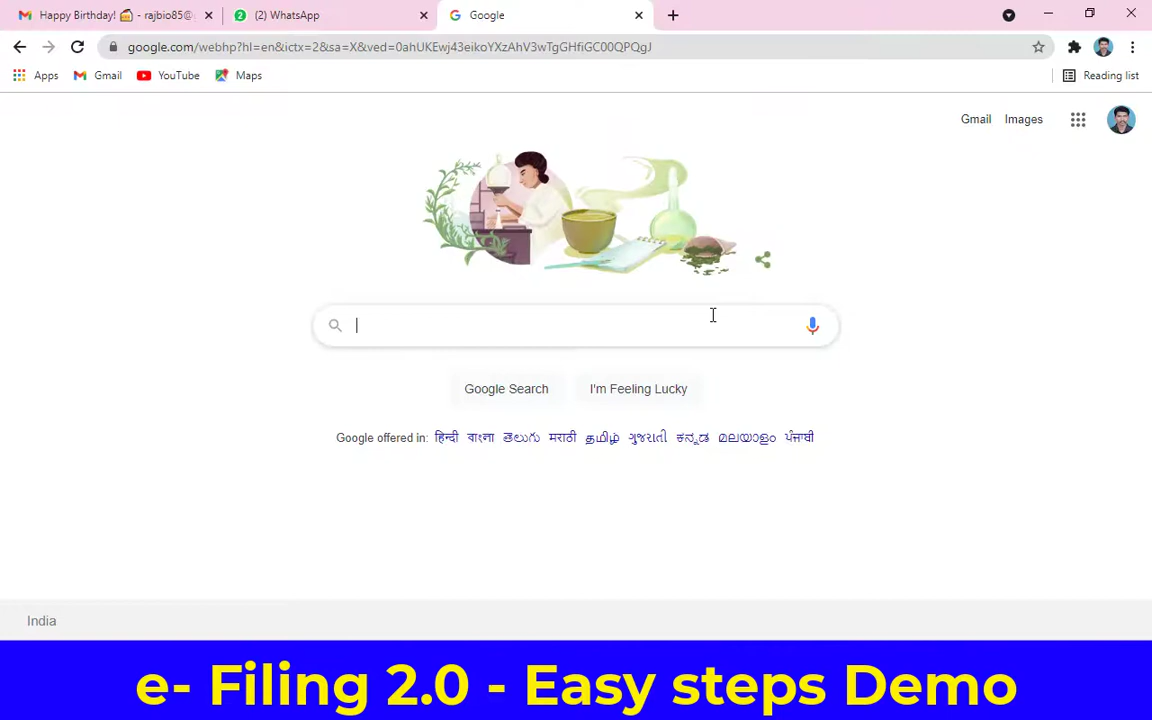 Happy Birthday! 🎂 - rajbio85@
(2) WhatsApp
Google
google.com/webhp?hl=en&ictx=2&sa=X&ved=0ahUKEwj43eikoYXzAhV3wTgGHfiGC00QPQgJ
Apps Gmail YouTube Maps Reading list
Gmail Images
Google Search I'm Feeling Lucky
Google offered in: हिन्दी বাংলা తెలుగు मराठी தமிழ் ગુજરાતી ಕನ್ನಡ മലയാളം ਪੰਜਾਬੀ
India
e- Filing 2.0 - Easy steps Demo